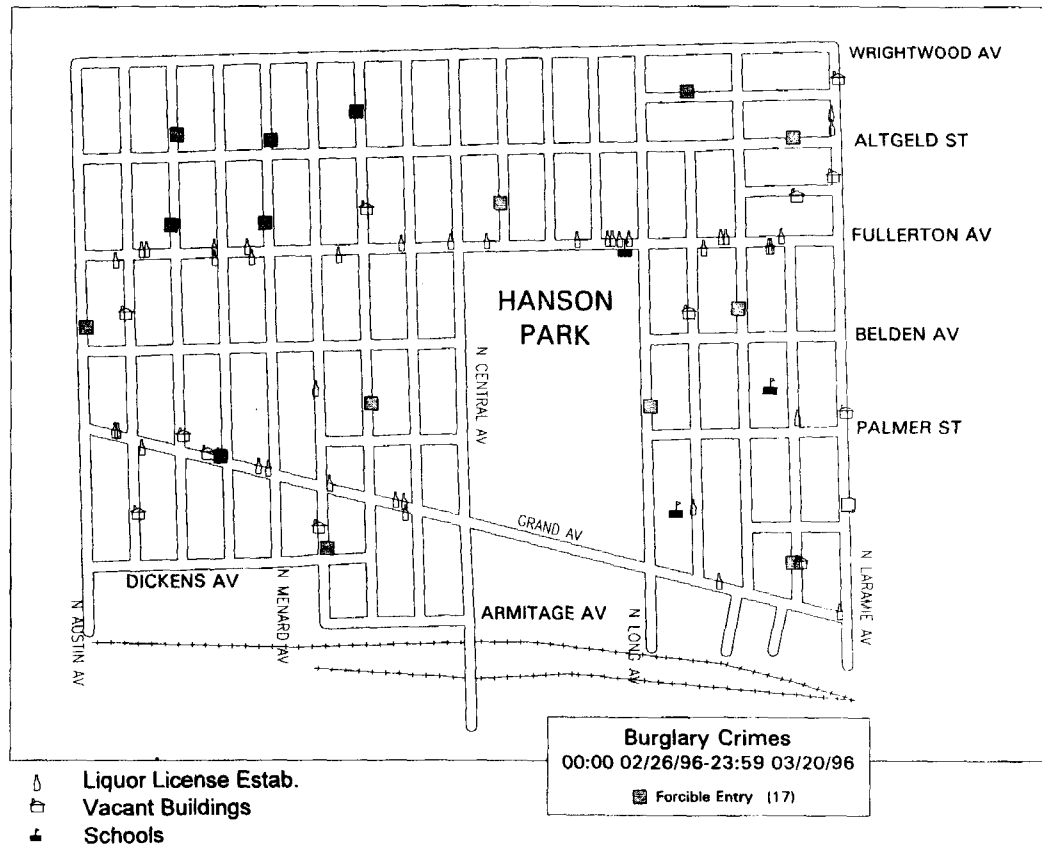 WRIGHTWOOD AV
ALTGELD ST
FULLERTON AV
HANSON
PARK
BELDEN AV
N CENTRAL AV
PALMER ST
GRAND AV
DICKENS AV
N MENARD AV
ARMITAGE AV
N AUSTIN AV
N LONG AV
N LARAMIE AV
Burglary Crimes
00:00 02/26/96-23:59 03/20/96
Forcible Entry (17)
Liquor License Estab.
Vacant Buildings
Schools